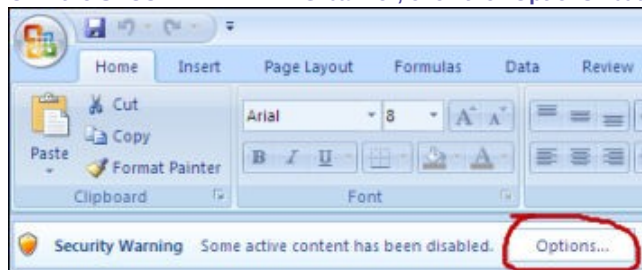 Home Insert Page Layout Formulas Data Review
Cut
Copy
Paste
Format Painter
Arial 8 A A
B I U A
Clipboard Font
Security Warning Some active content has been disabled. Options...